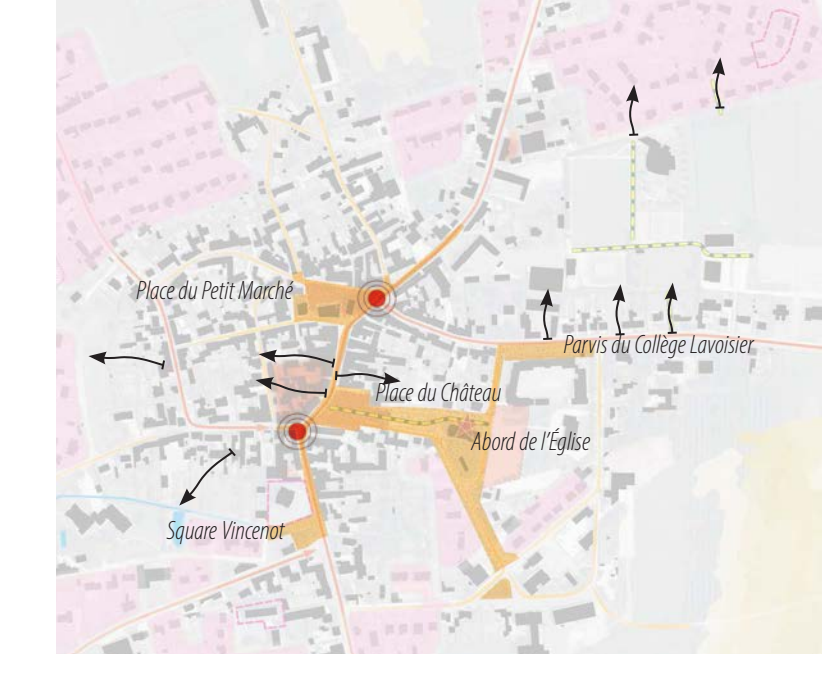 Place du Petit Marché
Parvis du Collège Lavoisier
Place du Château
Abord de l'Église
Square Vincenot